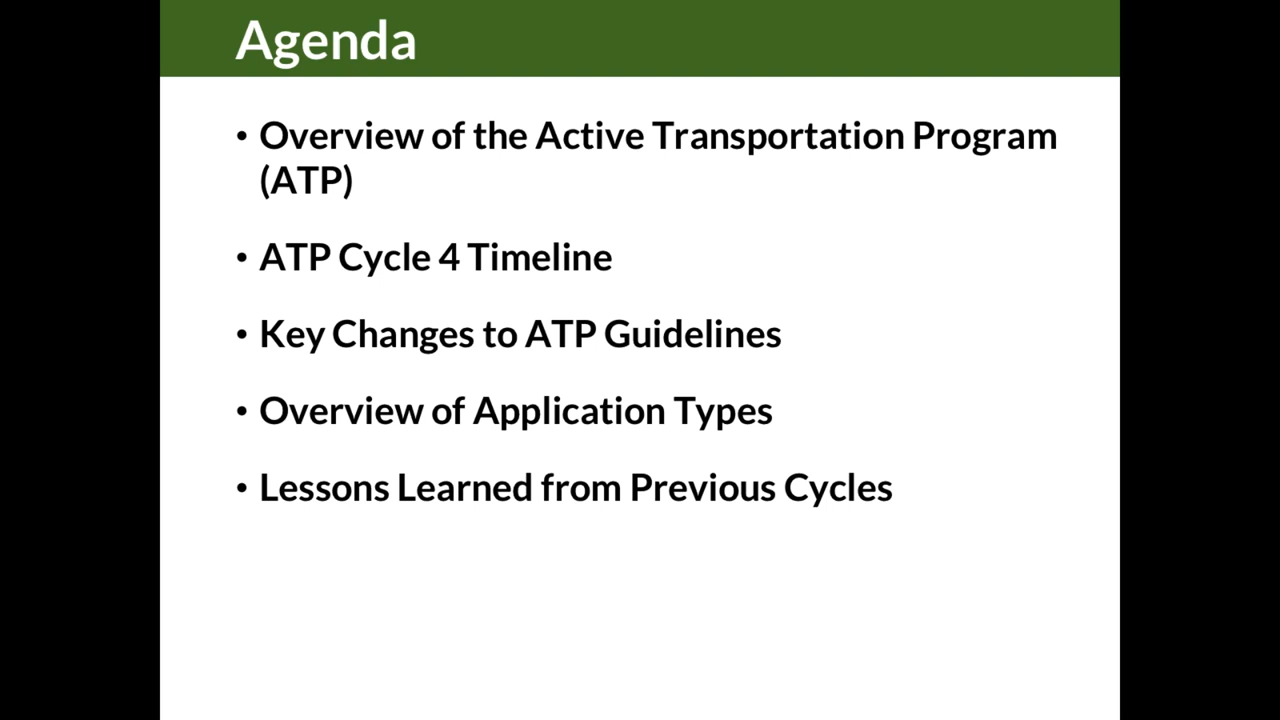 Agenda
• Overview of the Active Transportation Program
(ATP)
• ATP Cycle 4 Timeline
• Key Changes to ATP Guidelines
• Overview of Application Types
• Lessons Learned from Previous Cycles